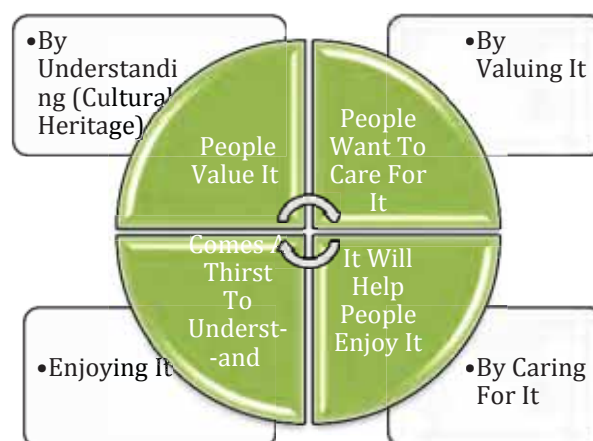 •By
Understandi
ng (Cultural
Heritage)
People
Value It
•By
Valuing It
People
Want To
Care For
It
•Enjoying It
Comes A
Thirst
To
Underst-
-and
•By Caring
For It
It Will
Help
People
Enjoy It